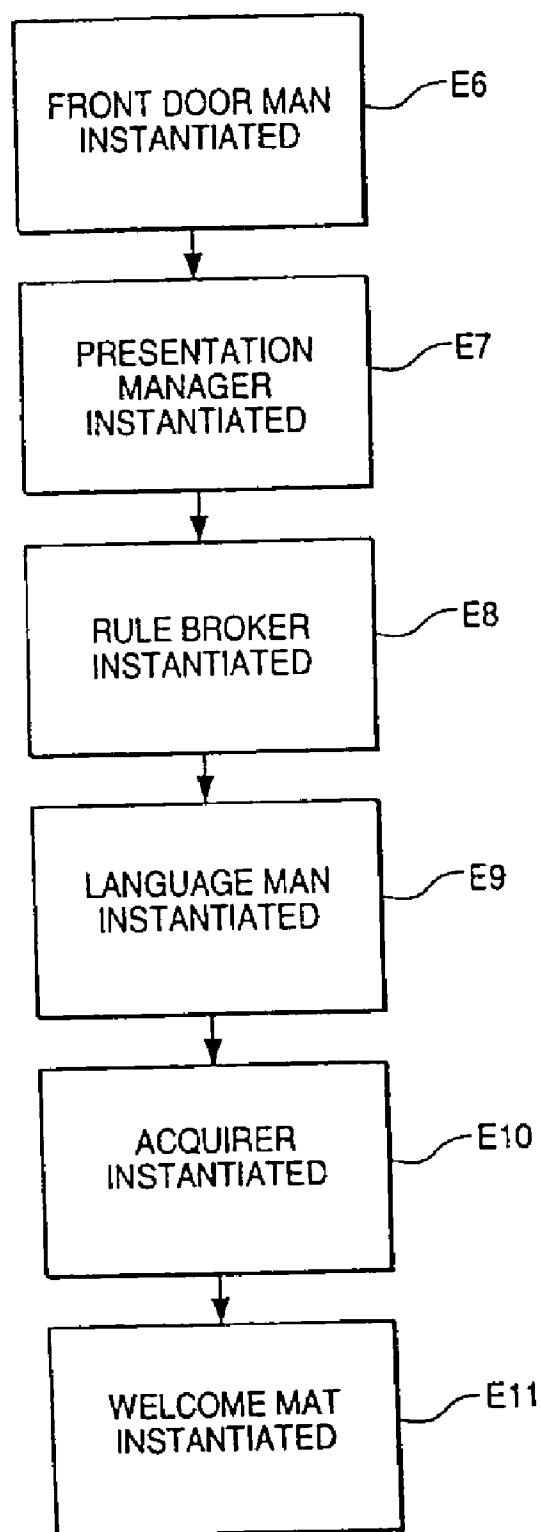 FRONT DOOR MAN
INSTANTIATED
E6
PRESENTATION
MANAGER
INSTANTIATED
E7
RULE BROKER
INSTANTIATED
E8
LANGUAGE MAN
INSTANTIATED
E9
ACQUIRER
INSTANTIATED
E10
WELCOME MAT
INSTANTIATED
E11